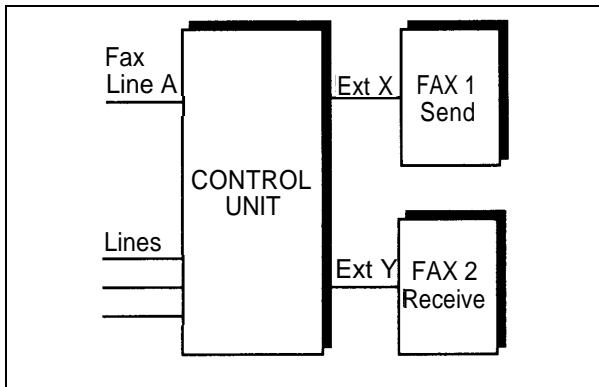 Fax
Line A
Lines
CONTROL
UNIT
Ext X
FAX 1
Send
Ext Y
FAX 2
Receive